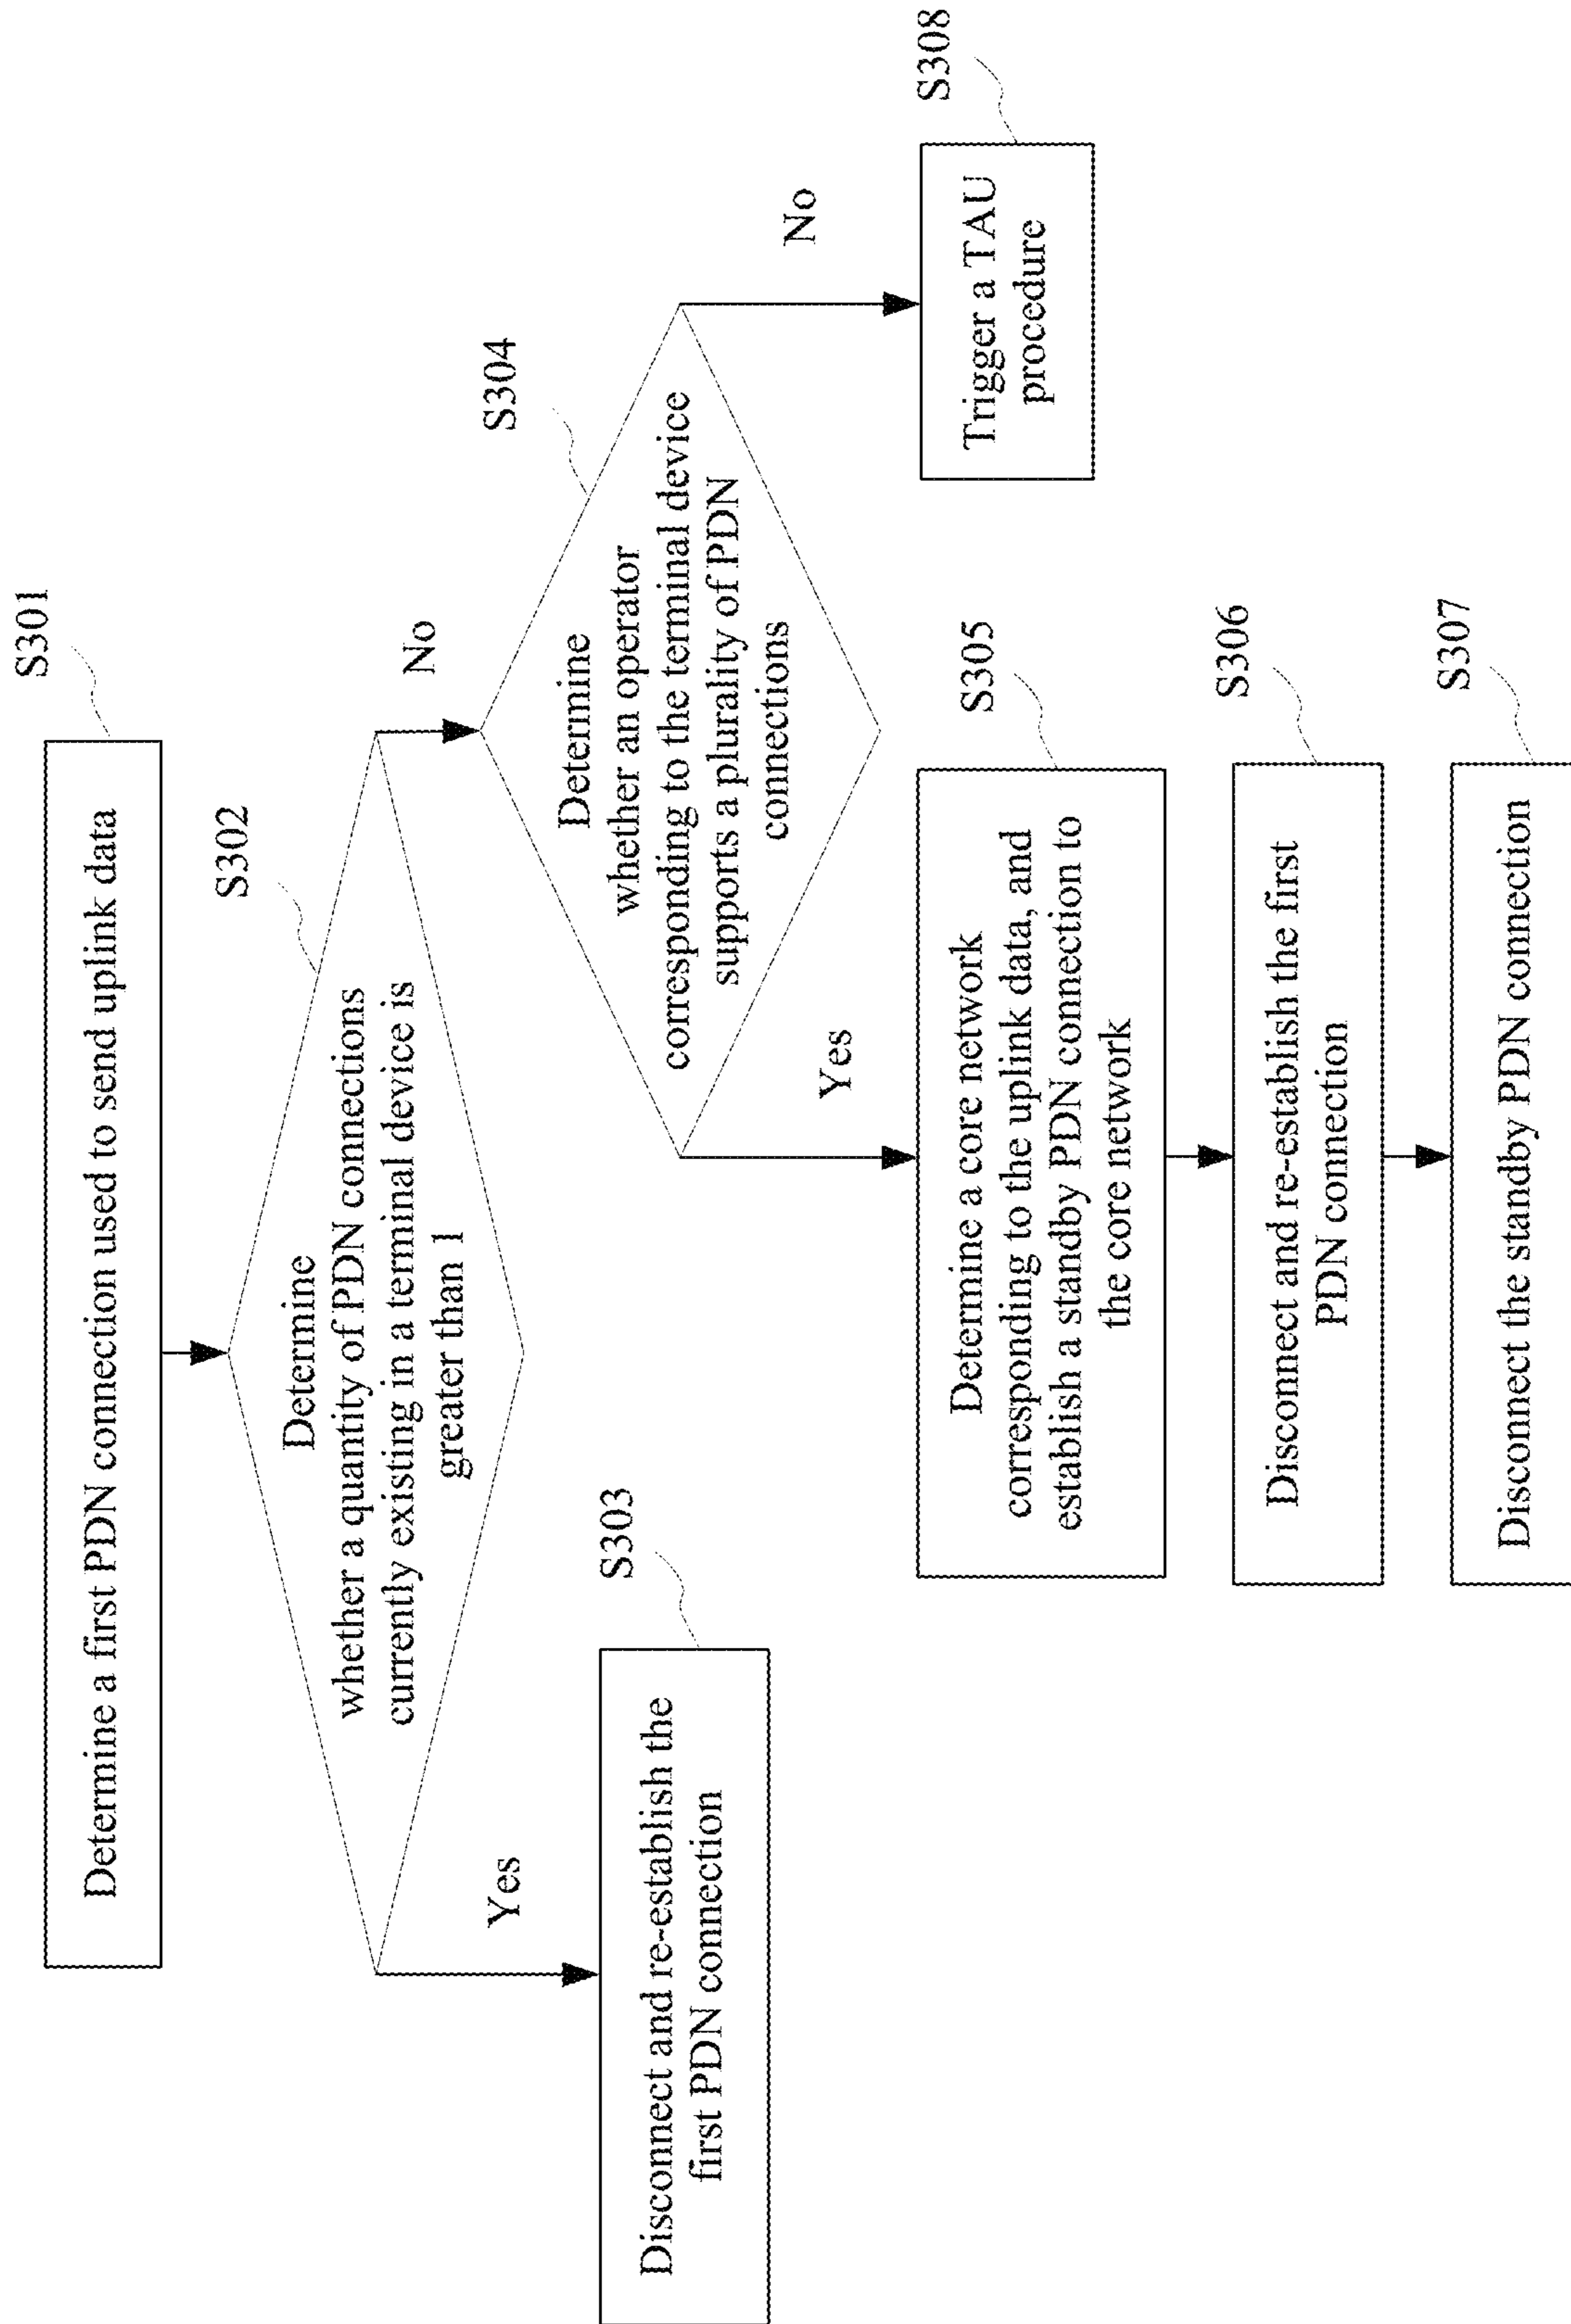 S301
Determine a first PDN connection used to send uplink data
S302
Determine
whether a quantity of PDN connections
currently existing in a terminal device is
greater than 1
Yes
No
S303
Disconnect and re-establish the
first PDN connection
S304
Determine
whether an operator
corresponding to the terminal device
supports a plurality of PDN
connections
Yes
No
S305
Determine a core network
corresponding to the uplink data, and
establish a standby PDN connection to
the core network
S308
Trigger a TAU
procedure
S306
Disconnect and re-establish the first
PDN connection
S307
Disconnect the standby PDN connection